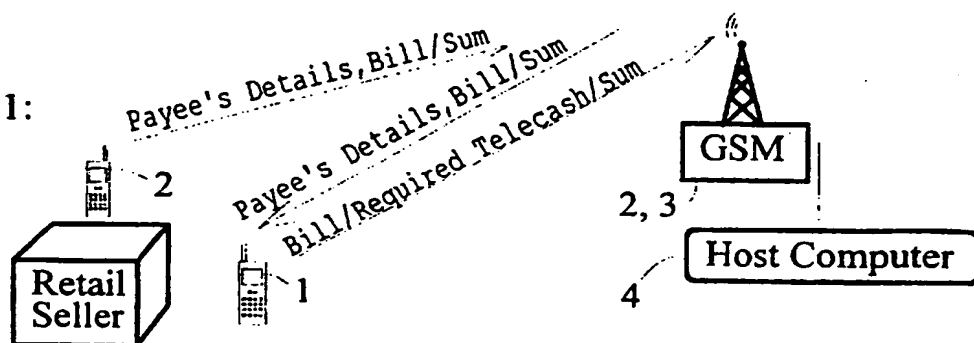 1:
Payee's Details,Bill/Sum
Payee's Details,Bill/Sum
Bill/Required Telecash/Sum
GSM
2
2, 3
Host Computer
4
Retail
Seller
1